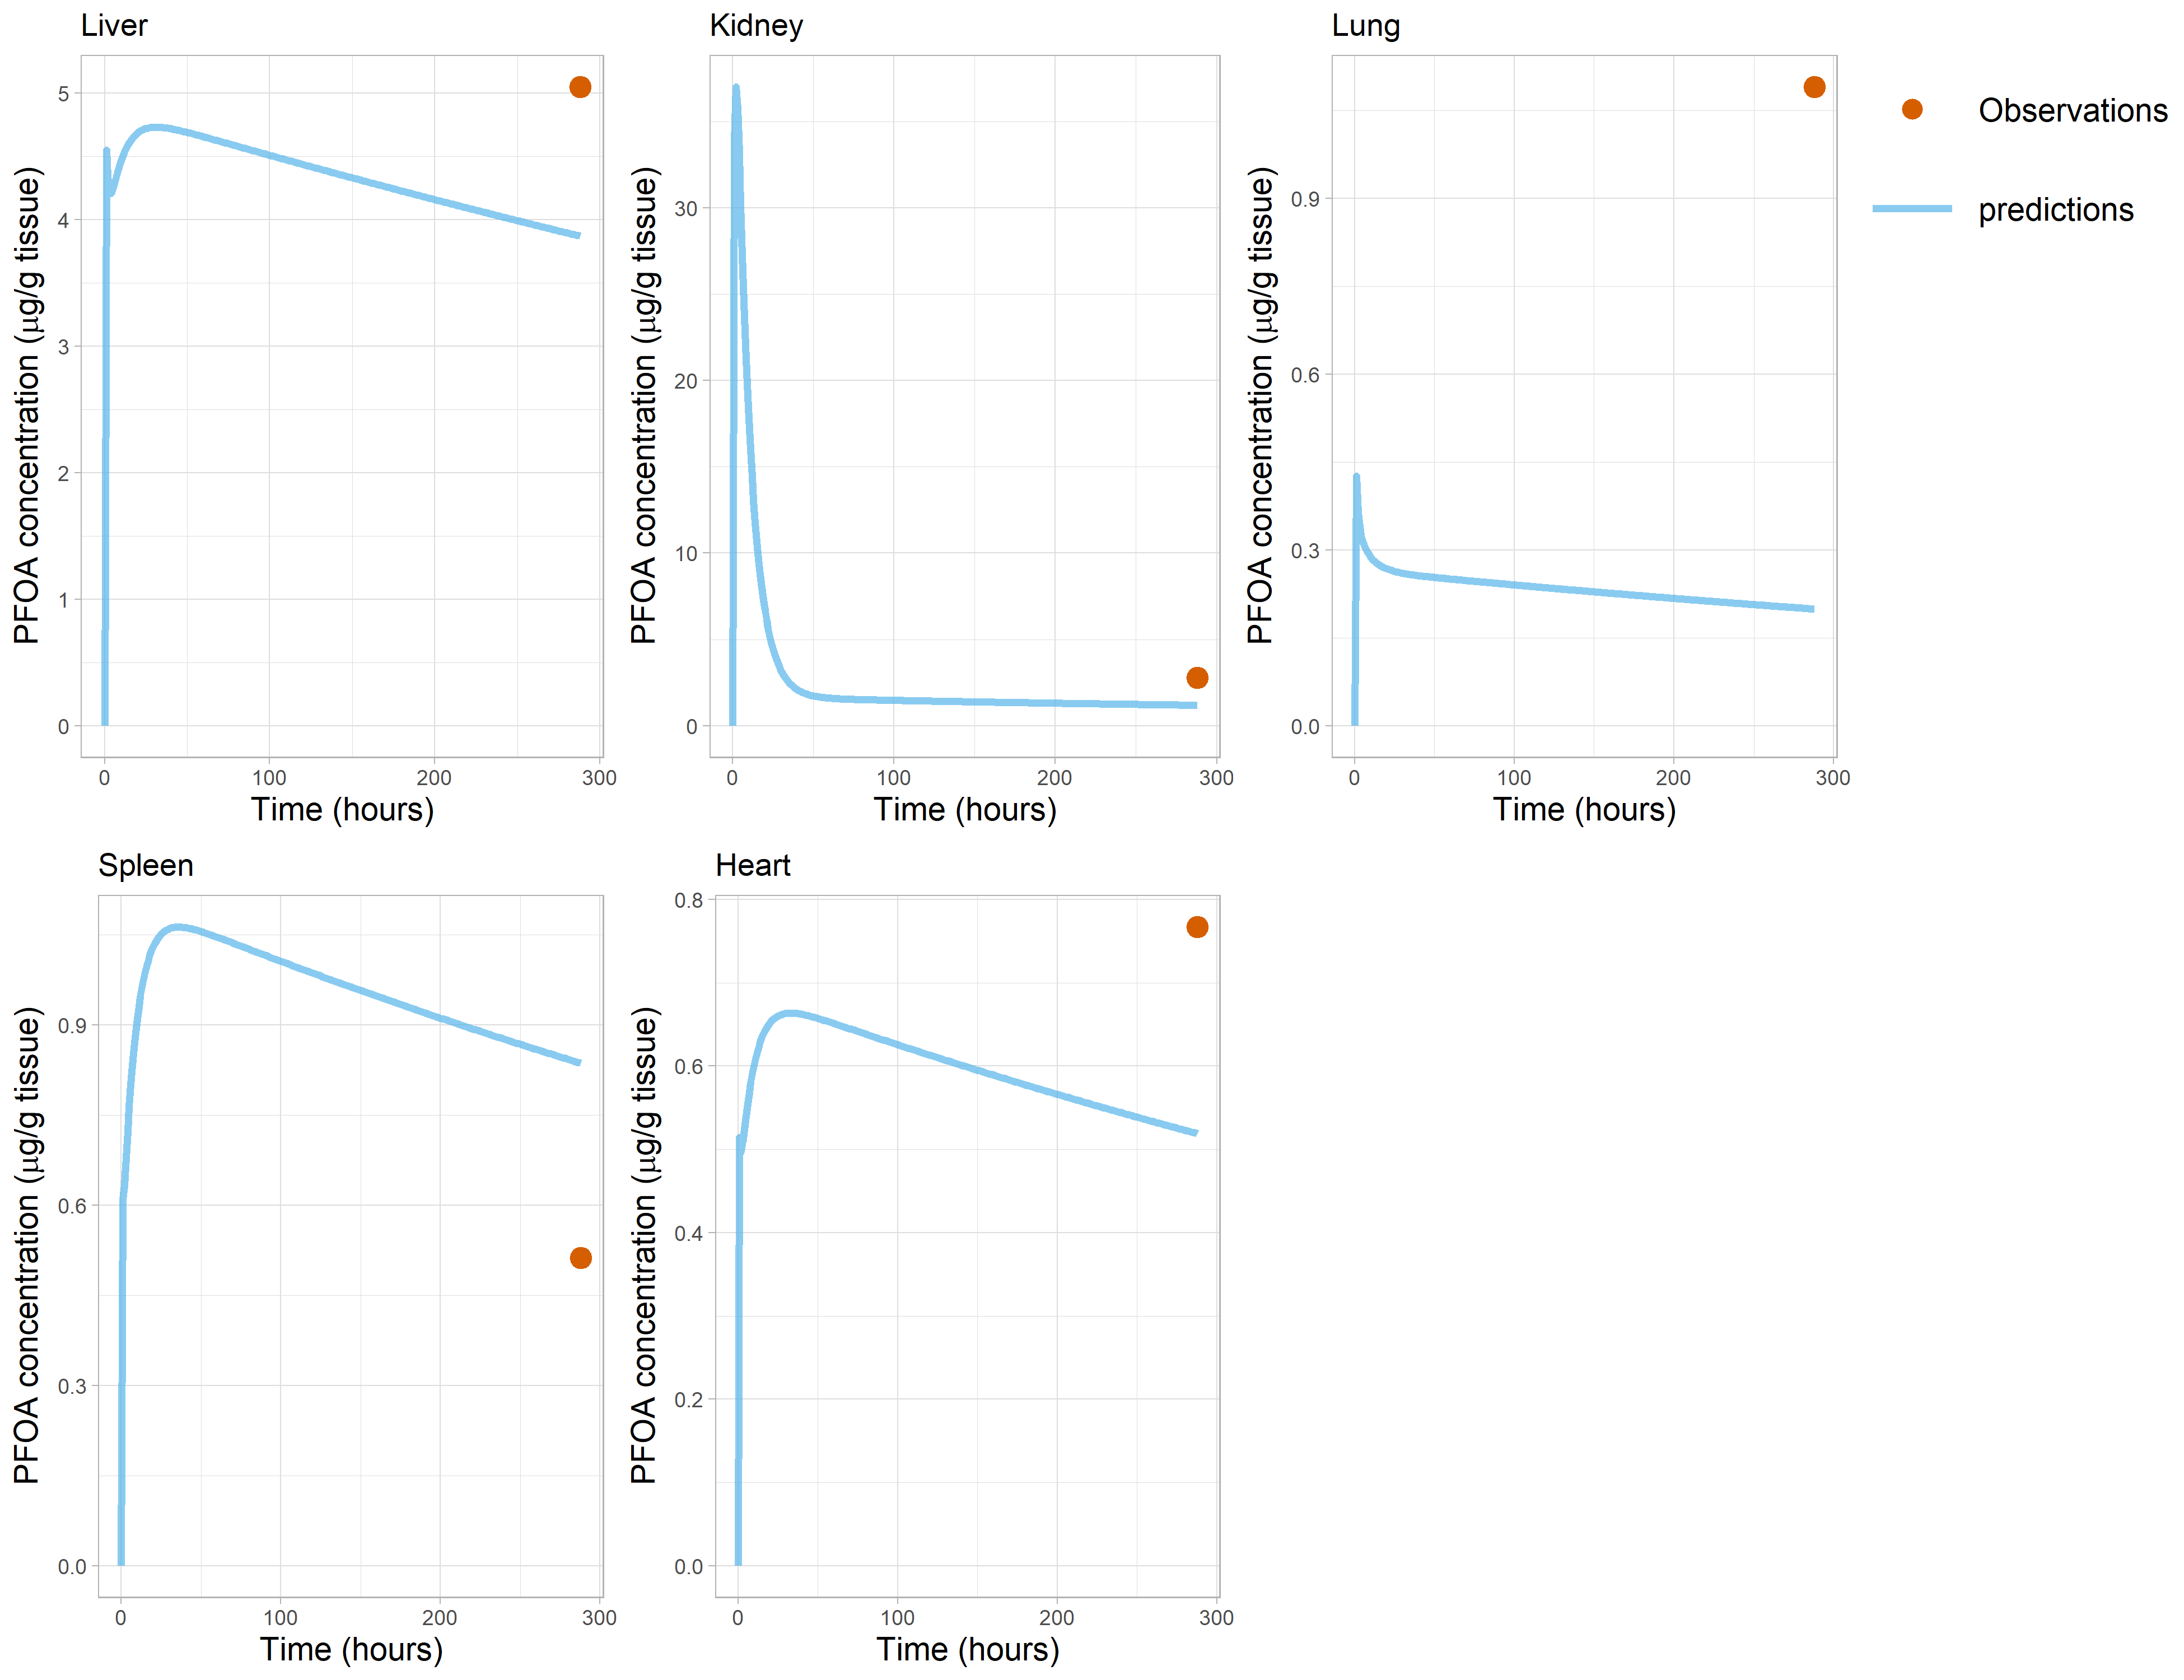 Liver
PFOA concentration (μg/g tissue)
5
4
3
2
1
0
0 100 200 300
Time (hours)
Kidney
PFOA concentration (μg/g tissue)
30
20
10
0
0 100 200 300
Time (hours)
Lung
PFOA concentration (μg/g tissue)
0.9
0.6
0.3
0.0
0 100 200 300
Time (hours)
Observations
predictions
Spleen
PFOA concentration (μg/g tissue)
0.9
0.6
0.3
0.0
0 100 200 300
Time (hours)
Heart
PFOA concentration (μg/g tissue)
0.8
0.6
0.4
0.2
0.0
0 100 200 300
Time (hours)